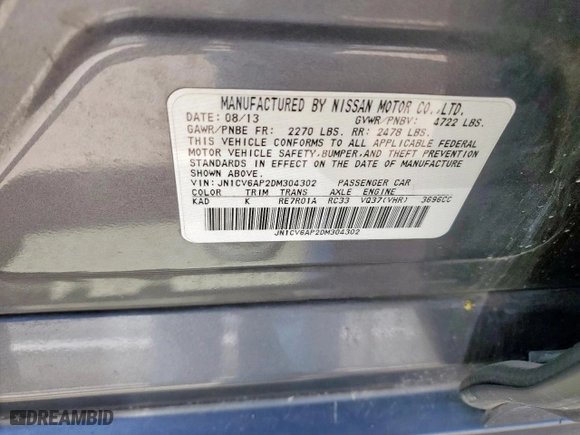 MANUFACTURED BY NISSAN MOTOR CO.,LTD.
DATE: 08/13 GVWR/PNBV: 4722 LBS.
GAWR/PNBE FR: 2270 LBS. RR: 2478 LBS.
THIS VEHICLE CONFORMS TO ALL APPLICABLE FEDERAL
MOTOR VEHICLE SAFETY, BUMPER, AND THEFT PREVENTION
STANDARDS IN EFFECT ON THE DATE OF MANUFACTURE
SHOWN ABOVE.
VIN: JN1CV6AP2DM304302 PASSENGER CAR
COLOR TRIM TRANS AXLE ENGINE
KAD K RE7R01A RC33 VQ37(VHR) 3696CC
JN1CV6AP2DM304302
DREAMBID